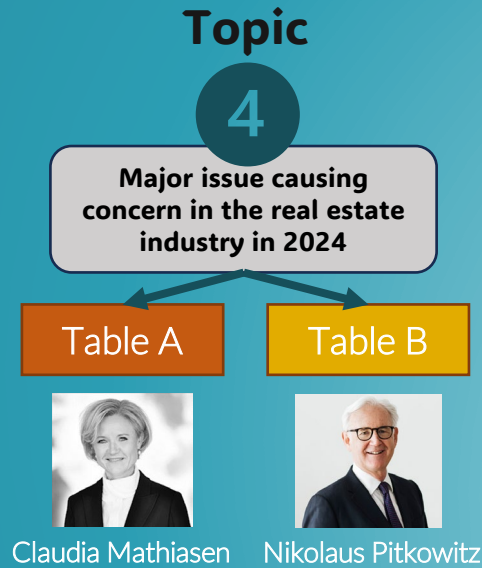 Topic
4
Major issue causing
concern in the real estate
industry in 2024
Table A
Table B
Claudia Mathiasen
Nikolaus Pitkowitz